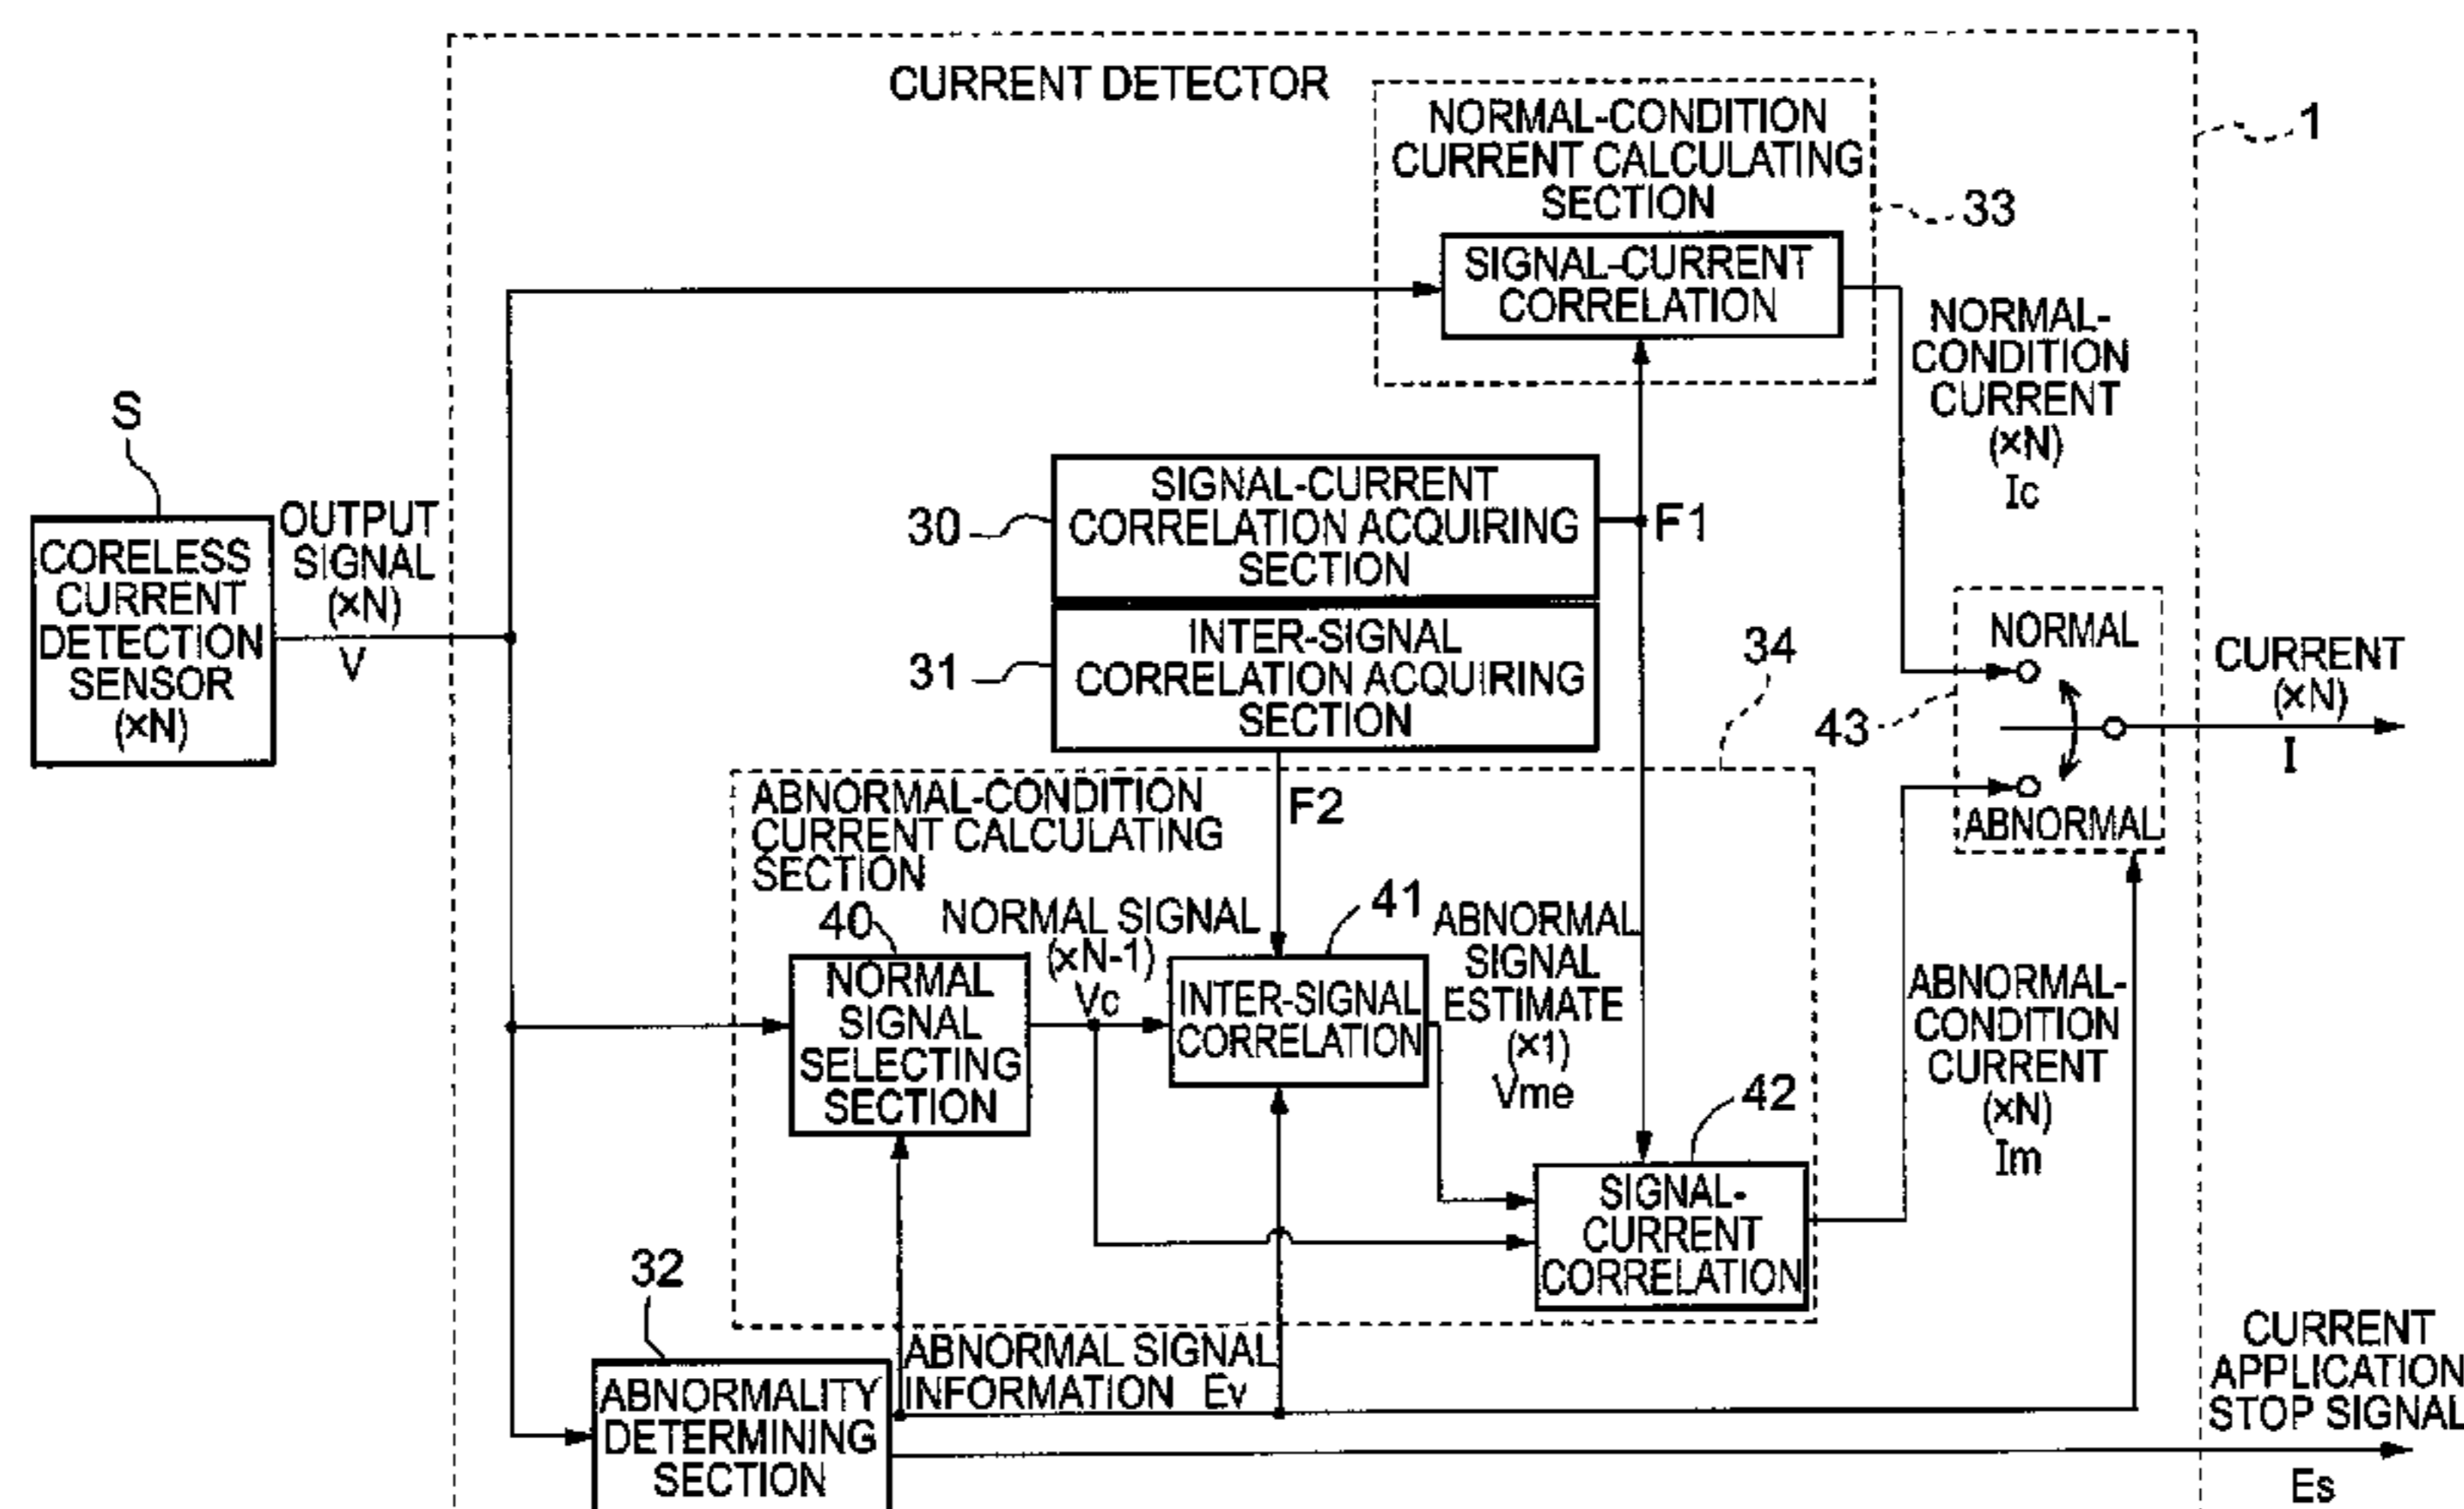 CURRENT DETECTOR
1
NORMAL-CONDITION
CURRENT CALCULATING
SECTION
33
SIGNAL-CURRENT
CORRELATION
NORMAL-
CONDITION
CURRENT
(×N)
Ic
S
CORELESS
CURRENT
DETECTION
SENSOR
(×N)
OUTPUT
SIGNAL
(×N)
V
30
SIGNAL-CURRENT
CORRELATION ACQUIRING
SECTION
F1
31
INTER-SIGNAL
CORRELATION ACQUIRING
SECTION
F2
34
43
NORMAL
ABNORMAL
CURRENT
(×N)
I
ABNORMAL-CONDITION
CURRENT CALCULATING
SECTION
40
NORMAL
SIGNAL
SELECTING
SECTION
NORMAL SIGNAL
(×N-1)
Vc
41
INTER-SIGNAL
CORRELATION
ABNORMAL
SIGNAL
ESTIMATE
(×1)
Vme
42
SIGNAL-
CURRENT
CORRELATION
ABNORMAL-
CONDITION
CURRENT
(×N)
Im
32
ABNORMALITY
DETERMINING
SECTION
ABNORMAL SIGNAL
INFORMATION Ev
CURRENT
APPLICATION
STOP SIGNAL
Es